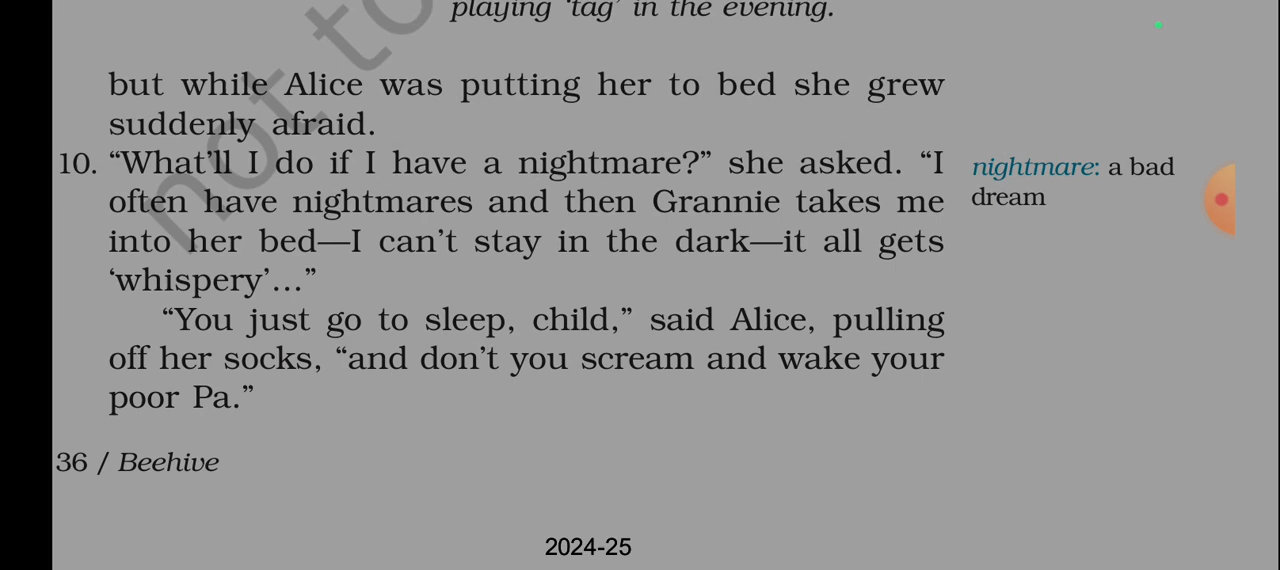 playing ‘tag’ in the evening.
but while Alice was putting her to bed she grew
suddenly afraid.
10. “What’ll I do if I have a nightmare?” she asked. “I
often have nightmares and then Grannie takes me
into her bed—I can’t stay in the dark—it all gets
‘whispery’...”
nightmare: a bad
dream
“You just go to sleep, child,” said Alice, pulling
off her socks, “and don’t you scream and wake your
poor Pa.”
36 / Beehive
2024-25
not to